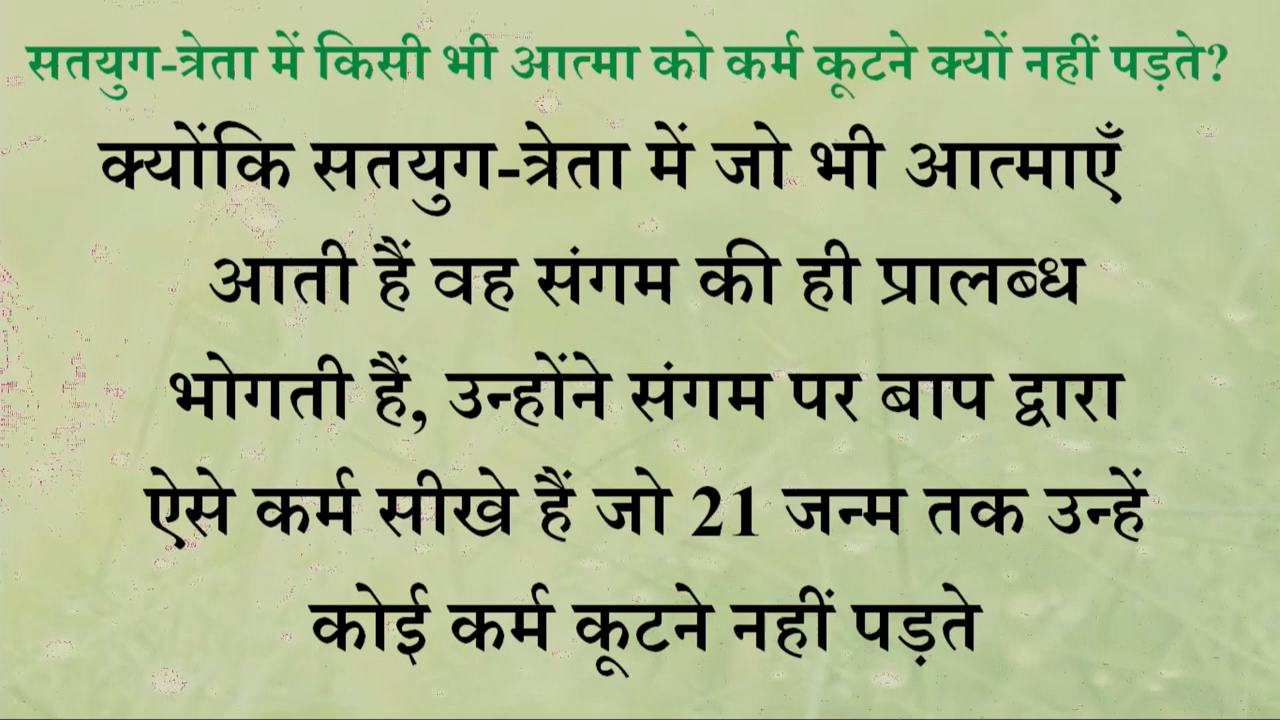 सतयुग-त्रेता में किसी भी आत्मा को कर्म कूटने क्यों नहीं पड़ते?
क्योंकि सतयुग-त्रेता में जो भी आत्माएँ
आती हैं वह संगम की ही प्रालब्ध
भोगती हैं, उन्होंने संगम पर बाप द्वारा
ऐसे कर्म सीखे हैं जो 21 जन्म तक उन्हें
कोई कर्म कूटने नहीं पड़ते